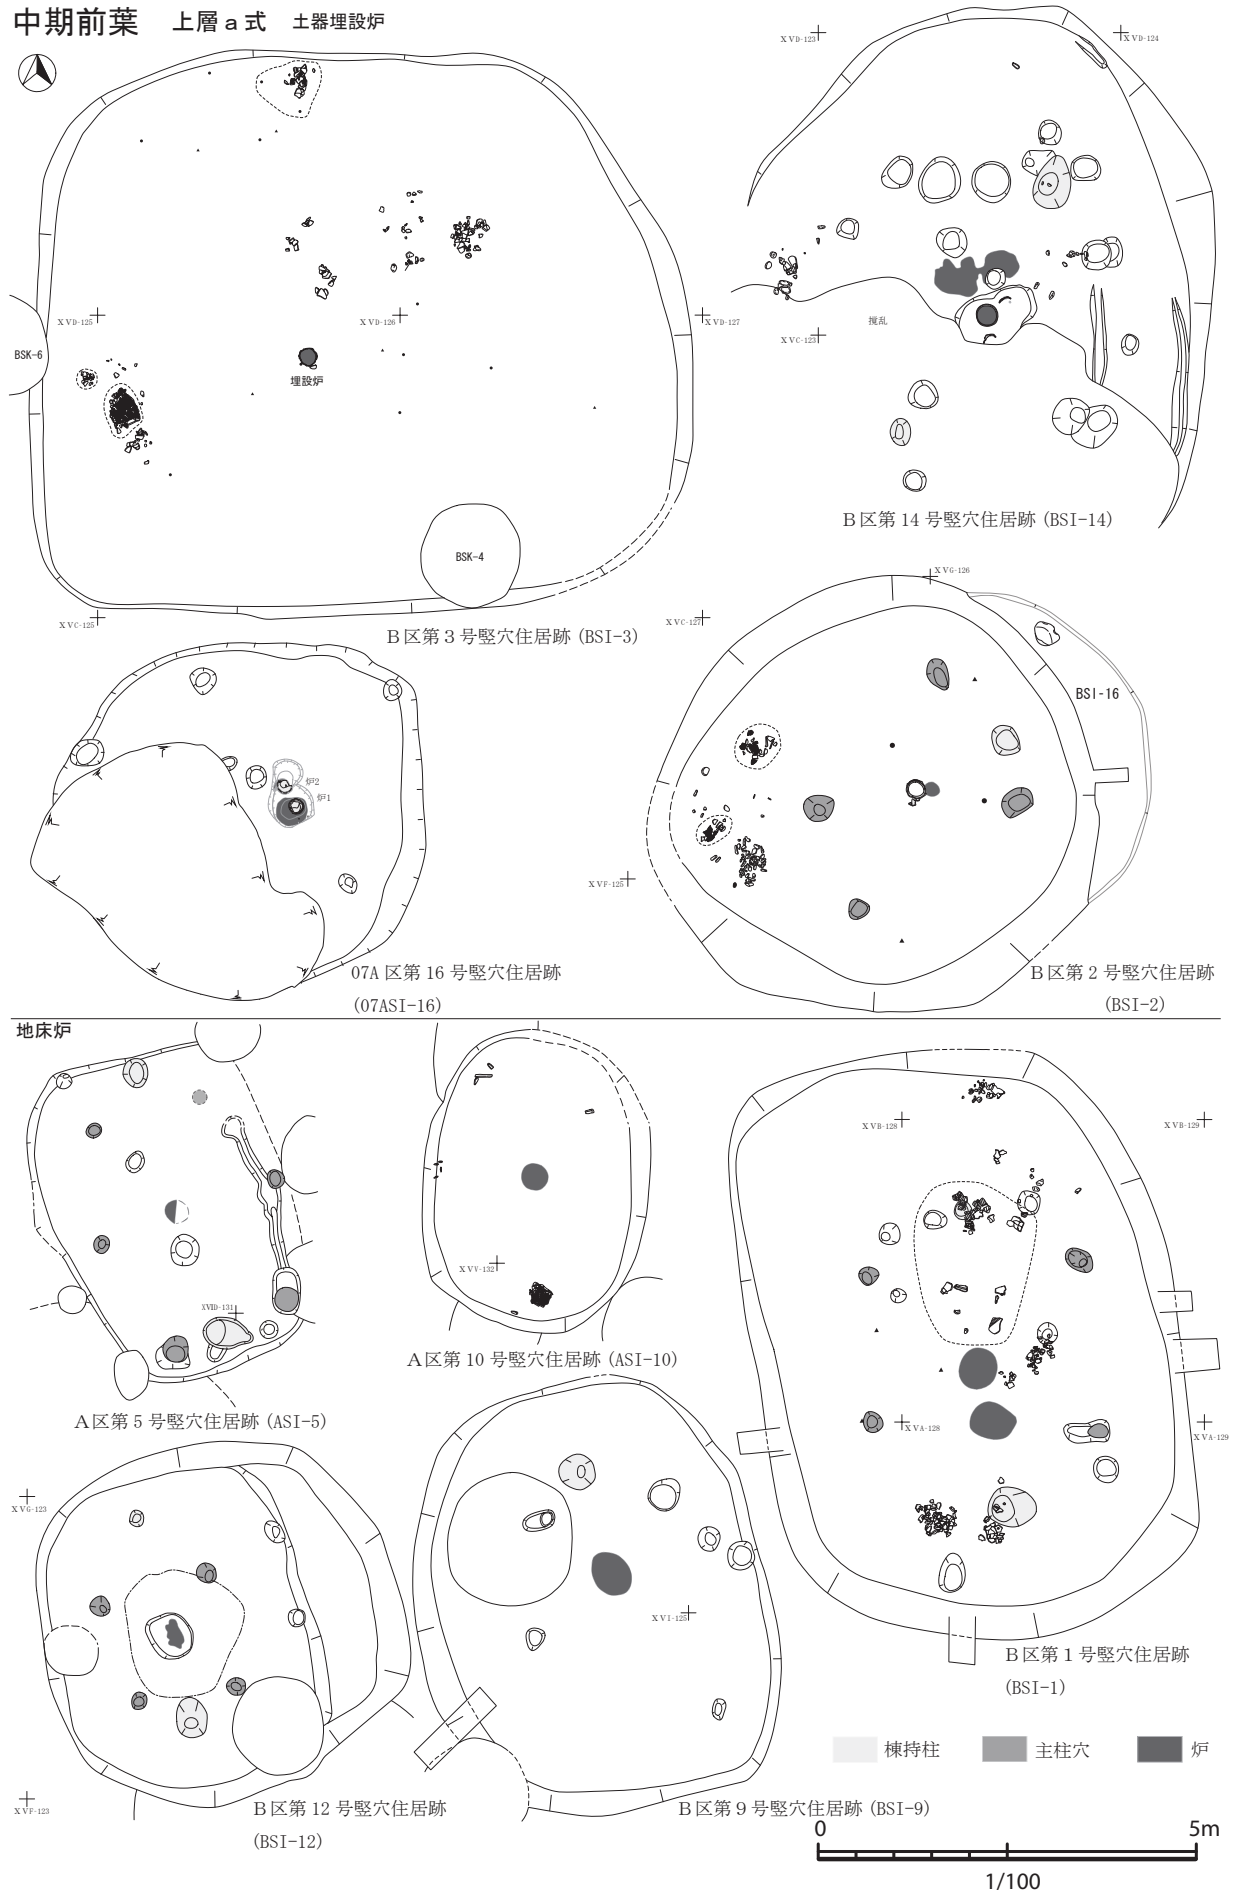 中期前葉　上層a式　土器埋設炉
XVD-123
XVD-124
BSK-6
XVD-125
XVD-126
XVD-127
埋設炉
攪乱
XVC-123
BSK-4
B区第14号竪穴住居跡(BSI-14)
XVC-125
B区第3号竪穴住居跡(BSI-3)
XVC-127
XVG-126
BSI-16
炉2
炉1
XVF-125
07A区第16号竪穴住居跡
(07ASI-16)
B区第2号竪穴住居跡
(BSI-2)
地床炉
XVB-128
XVB-129
XVV-132
XVIID-131
A区第10号竪穴住居跡(ASI-10)
A区第5号竪穴住居跡(ASI-5)
XVA-128
XVA-129
XVG-123
XVI-125
B区第1号竪穴住居跡
(BSI-1)
棟持柱
主柱穴
炉
XVF-123
B区第12号竪穴住居跡
(BSI-12)
B区第9号竪穴住居跡(BSI-9)
0
5m
1/100